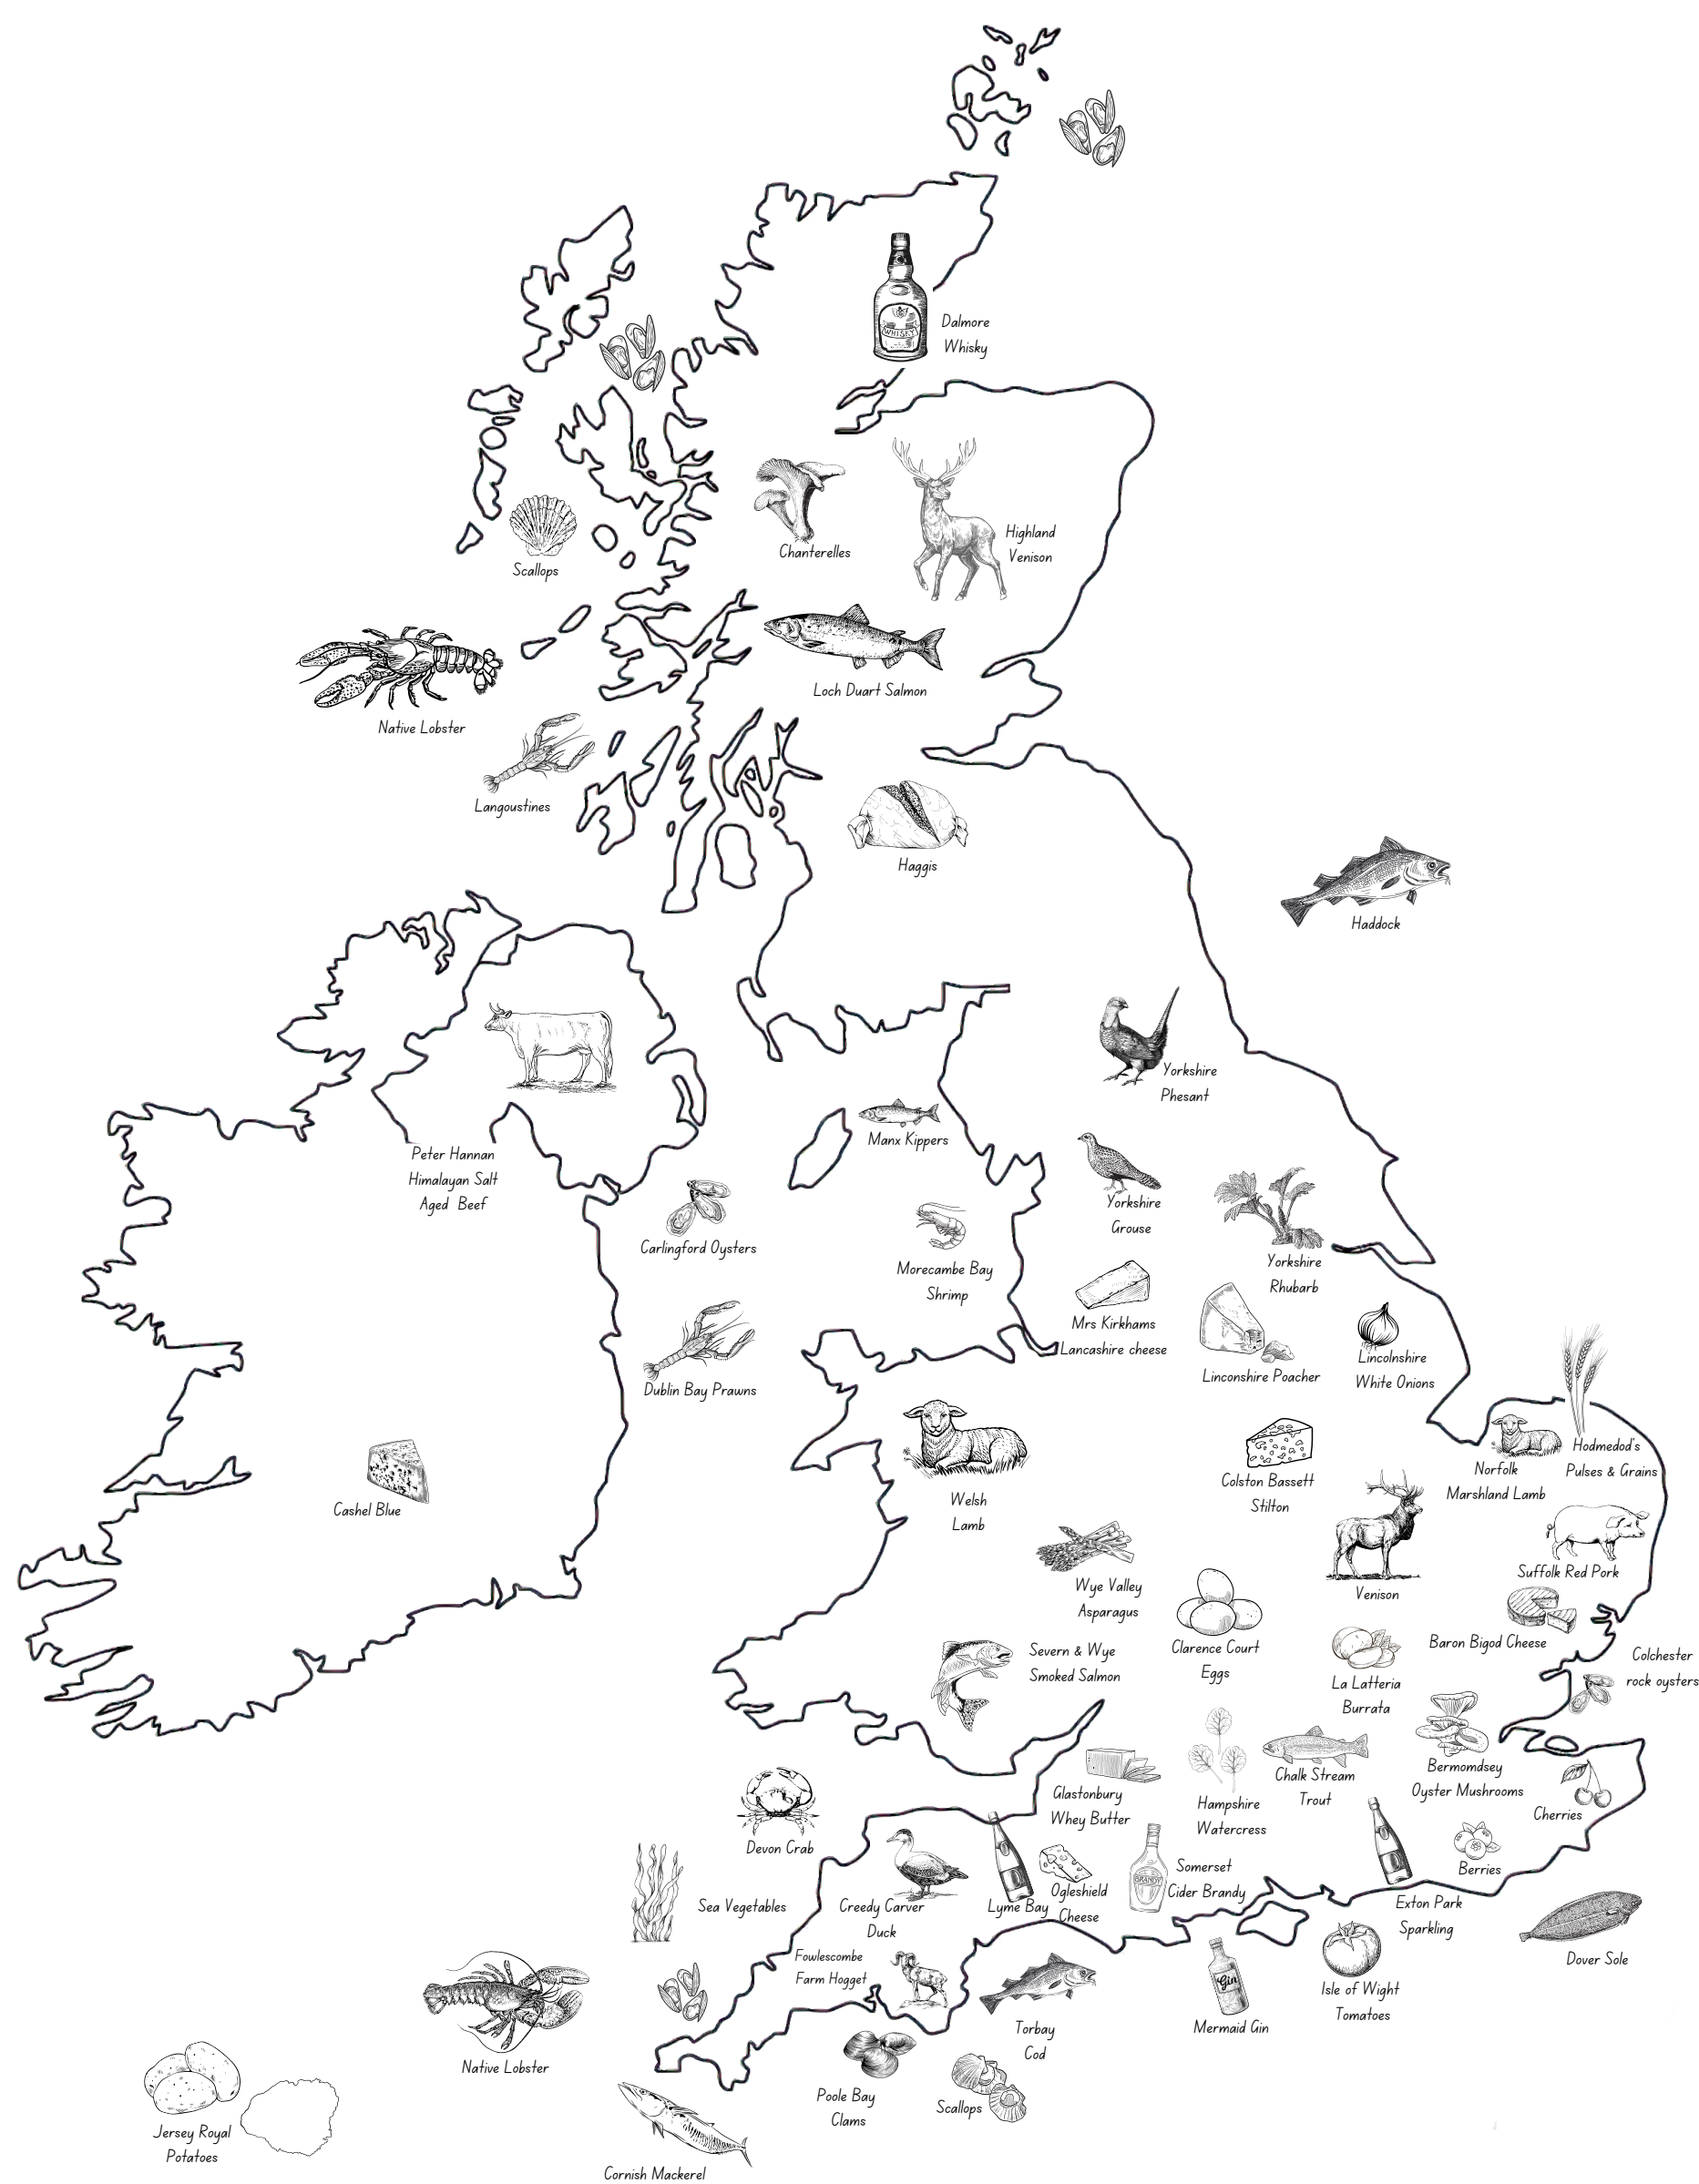 WHISKY
Dalmore
Whisky
Chanterelles
Highland
Venison
Scallops
Loch Duart Salmon
Native Lobster
Langoustines
Haggis
Haddock
Yorkshire
Phesant
Manx Kippers
Peter Hannan
Himalayan Salt
Aged Beef
Yorkshire
Grouse
Carlingford Oysters
Morecambe Bay
Shrimp
Yorkshire
Rhubarb
Mrs Kirkhams
Lancashire cheese
Linconshire Poacher
Lincolnshire
White Onions
Dublin Bay Prawns
Hodmedod's
Pulses & Grains
Norfolk
Marshland Lamb
Colston Bassett
Stilton
Welsh
Lamb
Cashel Blue
Suffolk Red Pork
Wye Valley
Asparagus
Venison
Clarence Court
Eggs
Baron Bigod Cheese
Severn & Wye
Smoked Salmon
Colchester
rock oysters
La Latteria
Burrata
Bermomdsey
Oyster Mushrooms
Chalk Stream
Trout
Glastonbury
Whey Butter
Hampshire
Watercress
Cherries
Devon Crab
BRANDY
Somerset
Cider Brandy
Berries
Ogleshield
Cheese
Lyme Bay
Sea Vegetables
Creedy Carver
Duck
Exton Park
Sparkling
Dover Sole
Fowlescombe
Farm Hogget
Gin
Isle of Wight
Tomatoes
Mermaid Gin
Torbay
Cod
Native Lobster
Poole Bay
Clams
Scallops
Jersey Royal
Potatoes
Cornish Mackerel